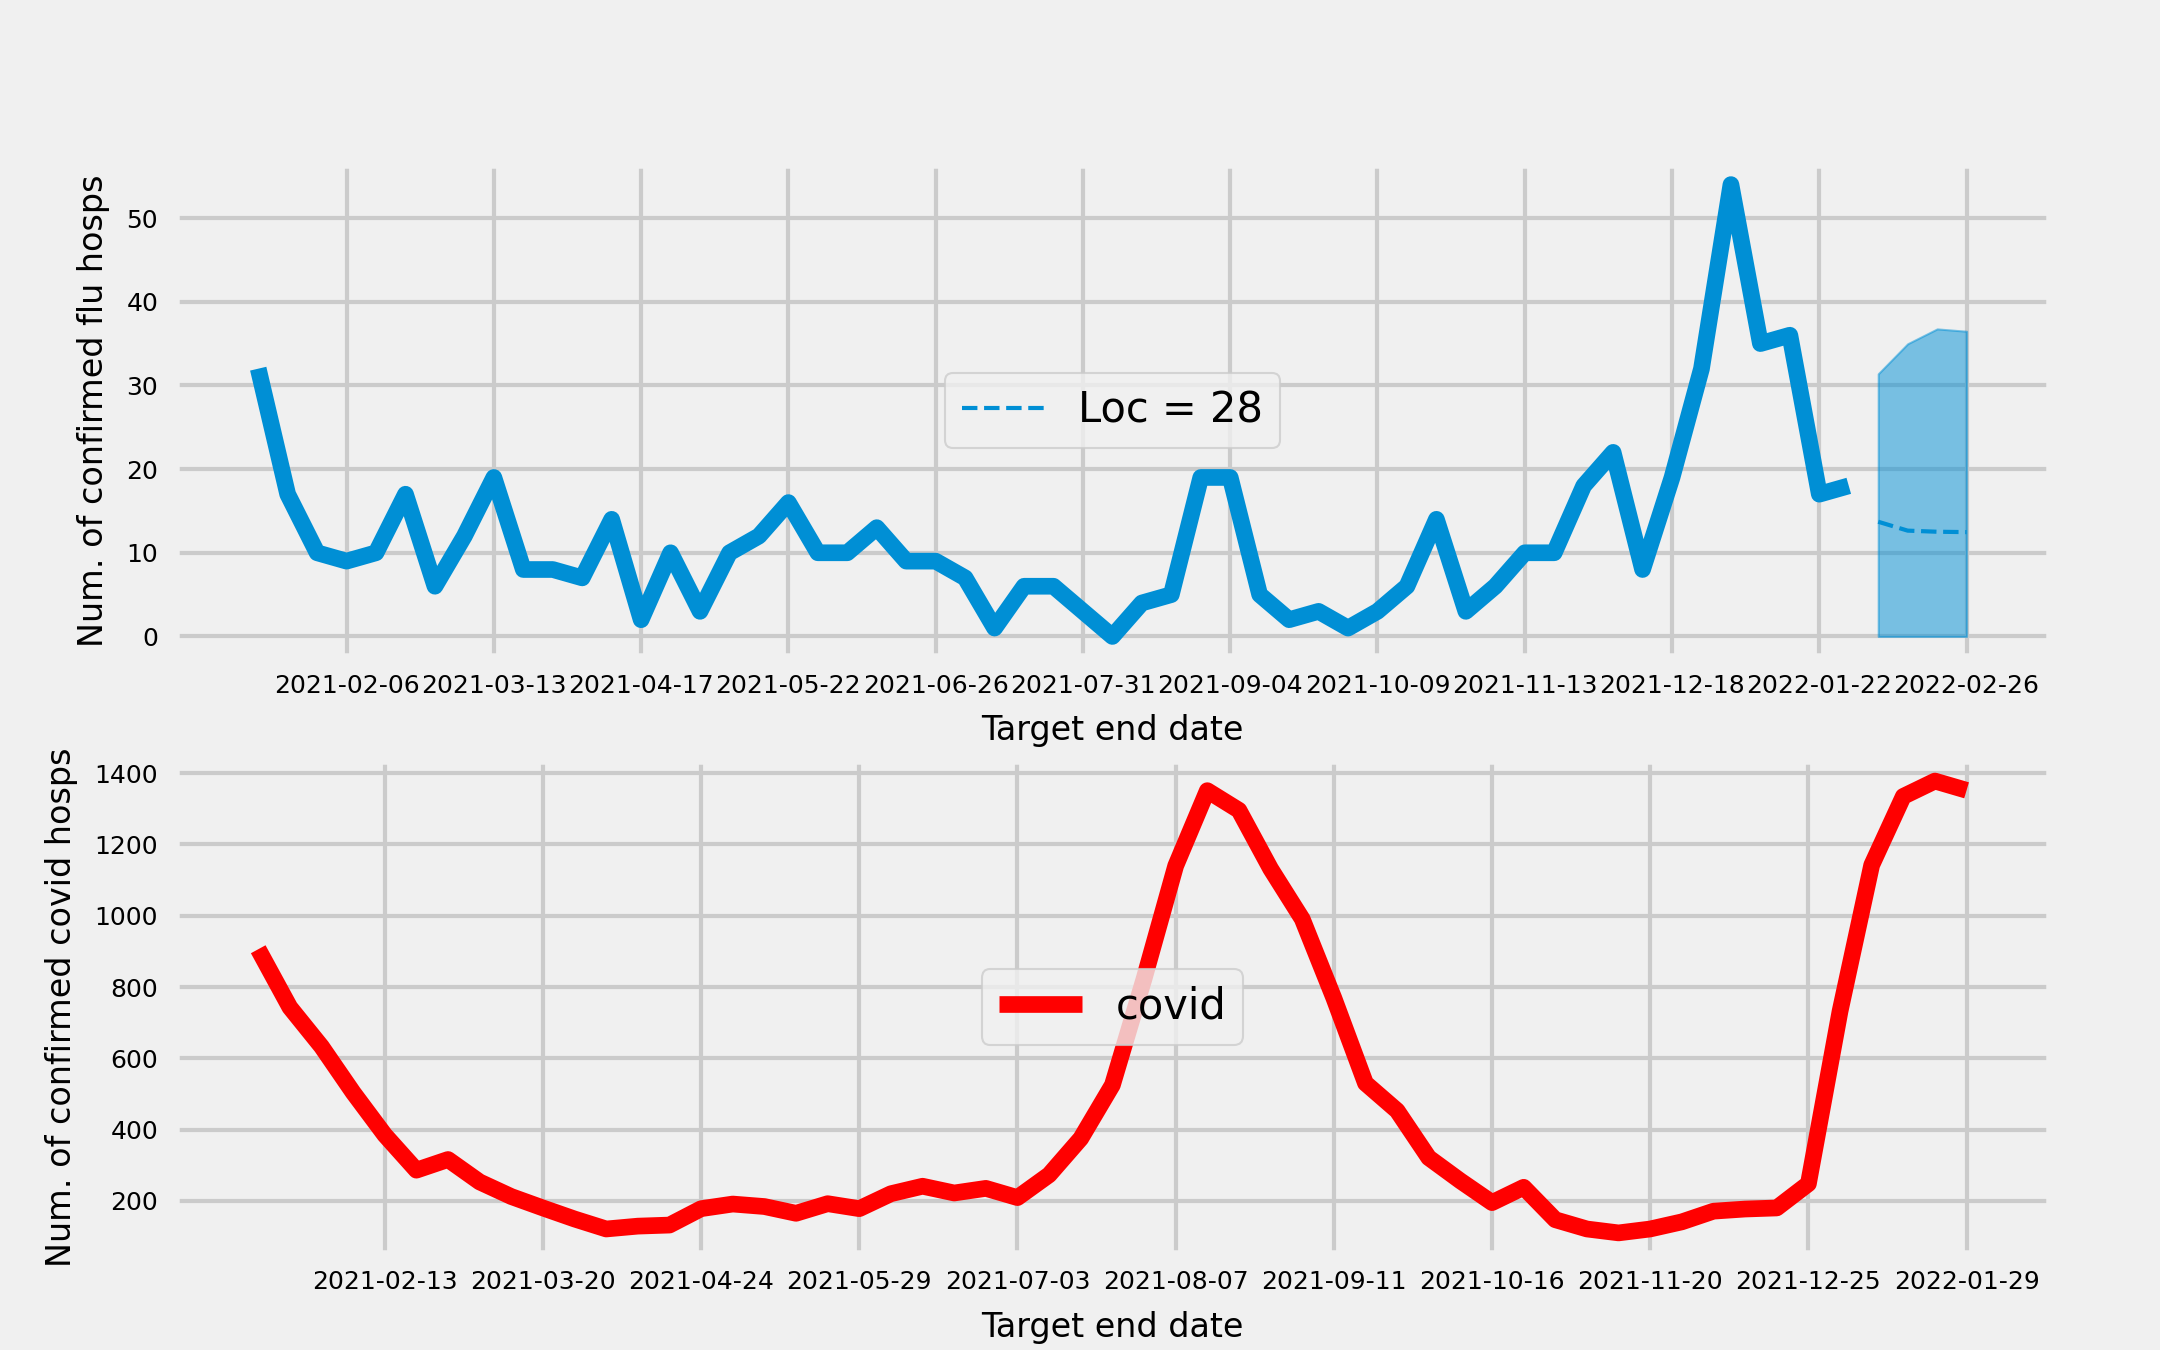 Num. of confirmed flu hosps
50
40
30
20
10
0
Loc = 28
2021-02-06 2021-03-13 2021-04-17 2021-05-22 2021-06-26 2021-07-31 2021-09-04 2021-10-09 2021-11-13 2021-12-18 2022-01-22 2022-02-26
Target end date
Num. of confirmed covid hosps
1400
1200
1000
800
600
400
200
covid
2021-02-13 2021-03-20 2021-04-24 2021-05-29 2021-07-03 2021-08-07 2021-09-11 2021-10-16 2021-11-20 2021-12-25 2022-01-29
Target end date